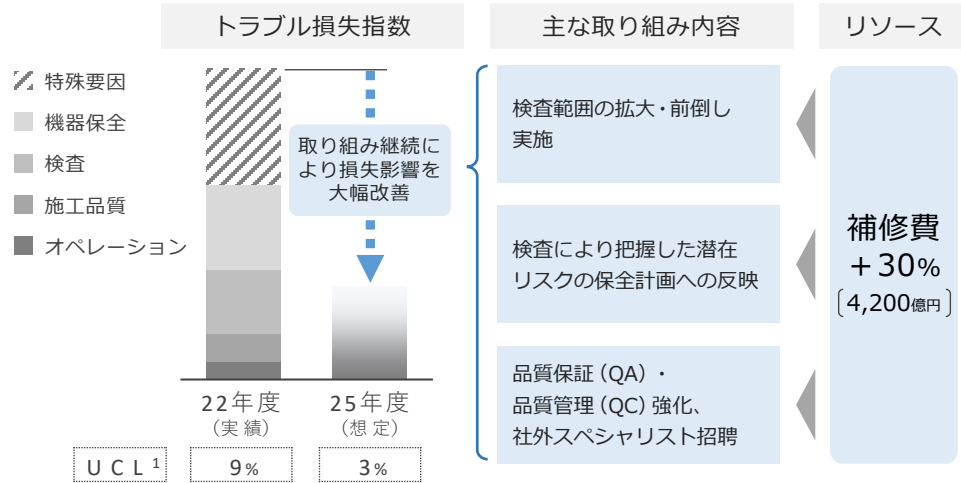 トラブル損失指数
主な取り組み内容
リソース
特殊要因
機器保全
検査
施工品質
オペレーション
取り組み継続に
より損失影響を
大幅改善
22年度
(実績)
25年度
(想定)
UCL1
9%
3%
検査範囲の拡大・前倒し
実施
検査により把握した潜在
リスクの保全計画への反映
品質保証(QA)・
品質管理(QC)強化、
社外スペシャリスト招聘
補修費
+30%
〔4,200億円〕